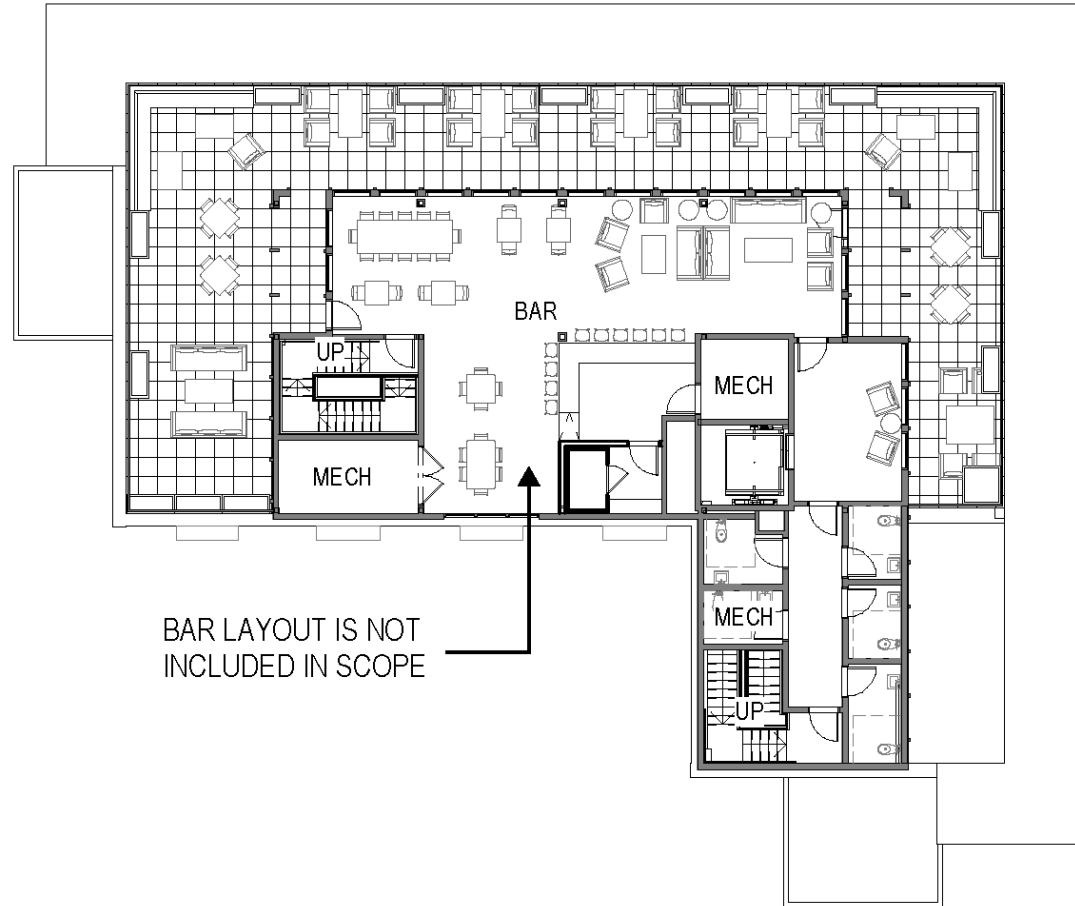 BAR
UP
MECH
MECH
MECH
UP
BAR LAYOUT IS NOT
INCLUDED IN SCOPE